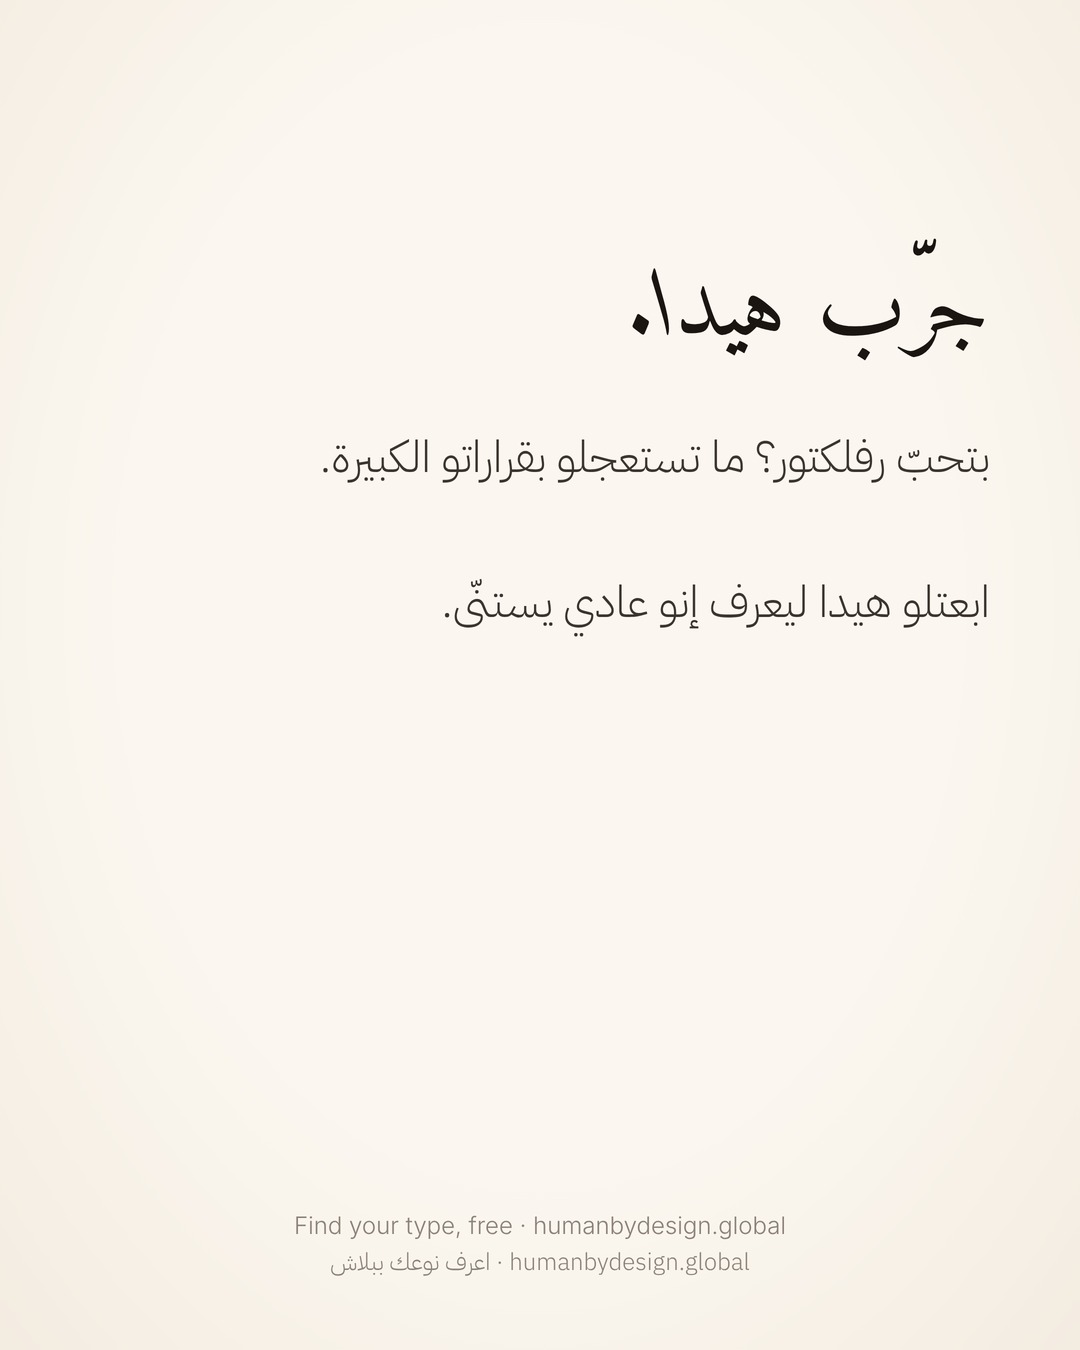 جرّب هيدا.
بتحبّ رفلكتور؟ ما تستعجلو بقراراتو الكبيرة.
ابعتلو هيدا ليعرف إنو عادي يستنّى.
Find your type, free · humanbydesign.global
اعرف نوعك ببلاش · humanbydesign.global